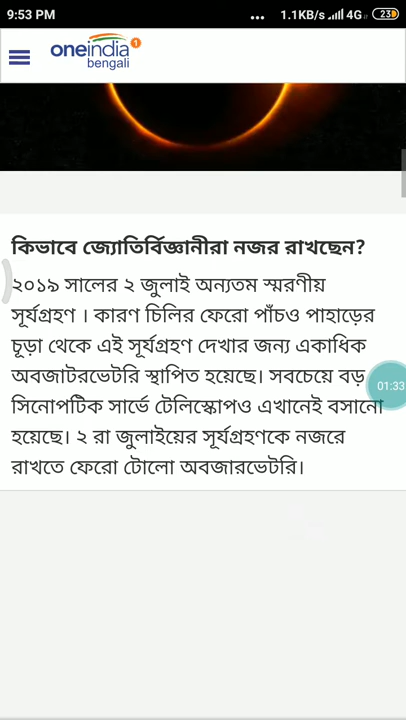 9:53 PM ... 1.1KB/s 4G 23
oneindia 1
bengali
কিভাবে জ্যোতির্বিজ্ঞানীরা নজর রাখছেন?
২০১৯ সালের ২ জুলাই অন্যতম স্মরণীয়
সূর্যগ্রহণ । কারণ চিলির ফেরো পাঁচও পাহাড়ের
চূড়া থেকে এই সূর্যগ্রহণ দেখার জন্য একাধিক
অবজাটরভেটরি স্থাপিত হয়েছে। সবচেয়ে বড়
01:33
সিনোপটিক সার্ভে টেলিস্কোপও এখানেই বসানো
হয়েছে। ২ রা জুলাইয়ের সূর্যগ্রহণকে নজরে
রাখতে ফেরো টোলো অবজারভেটরি।